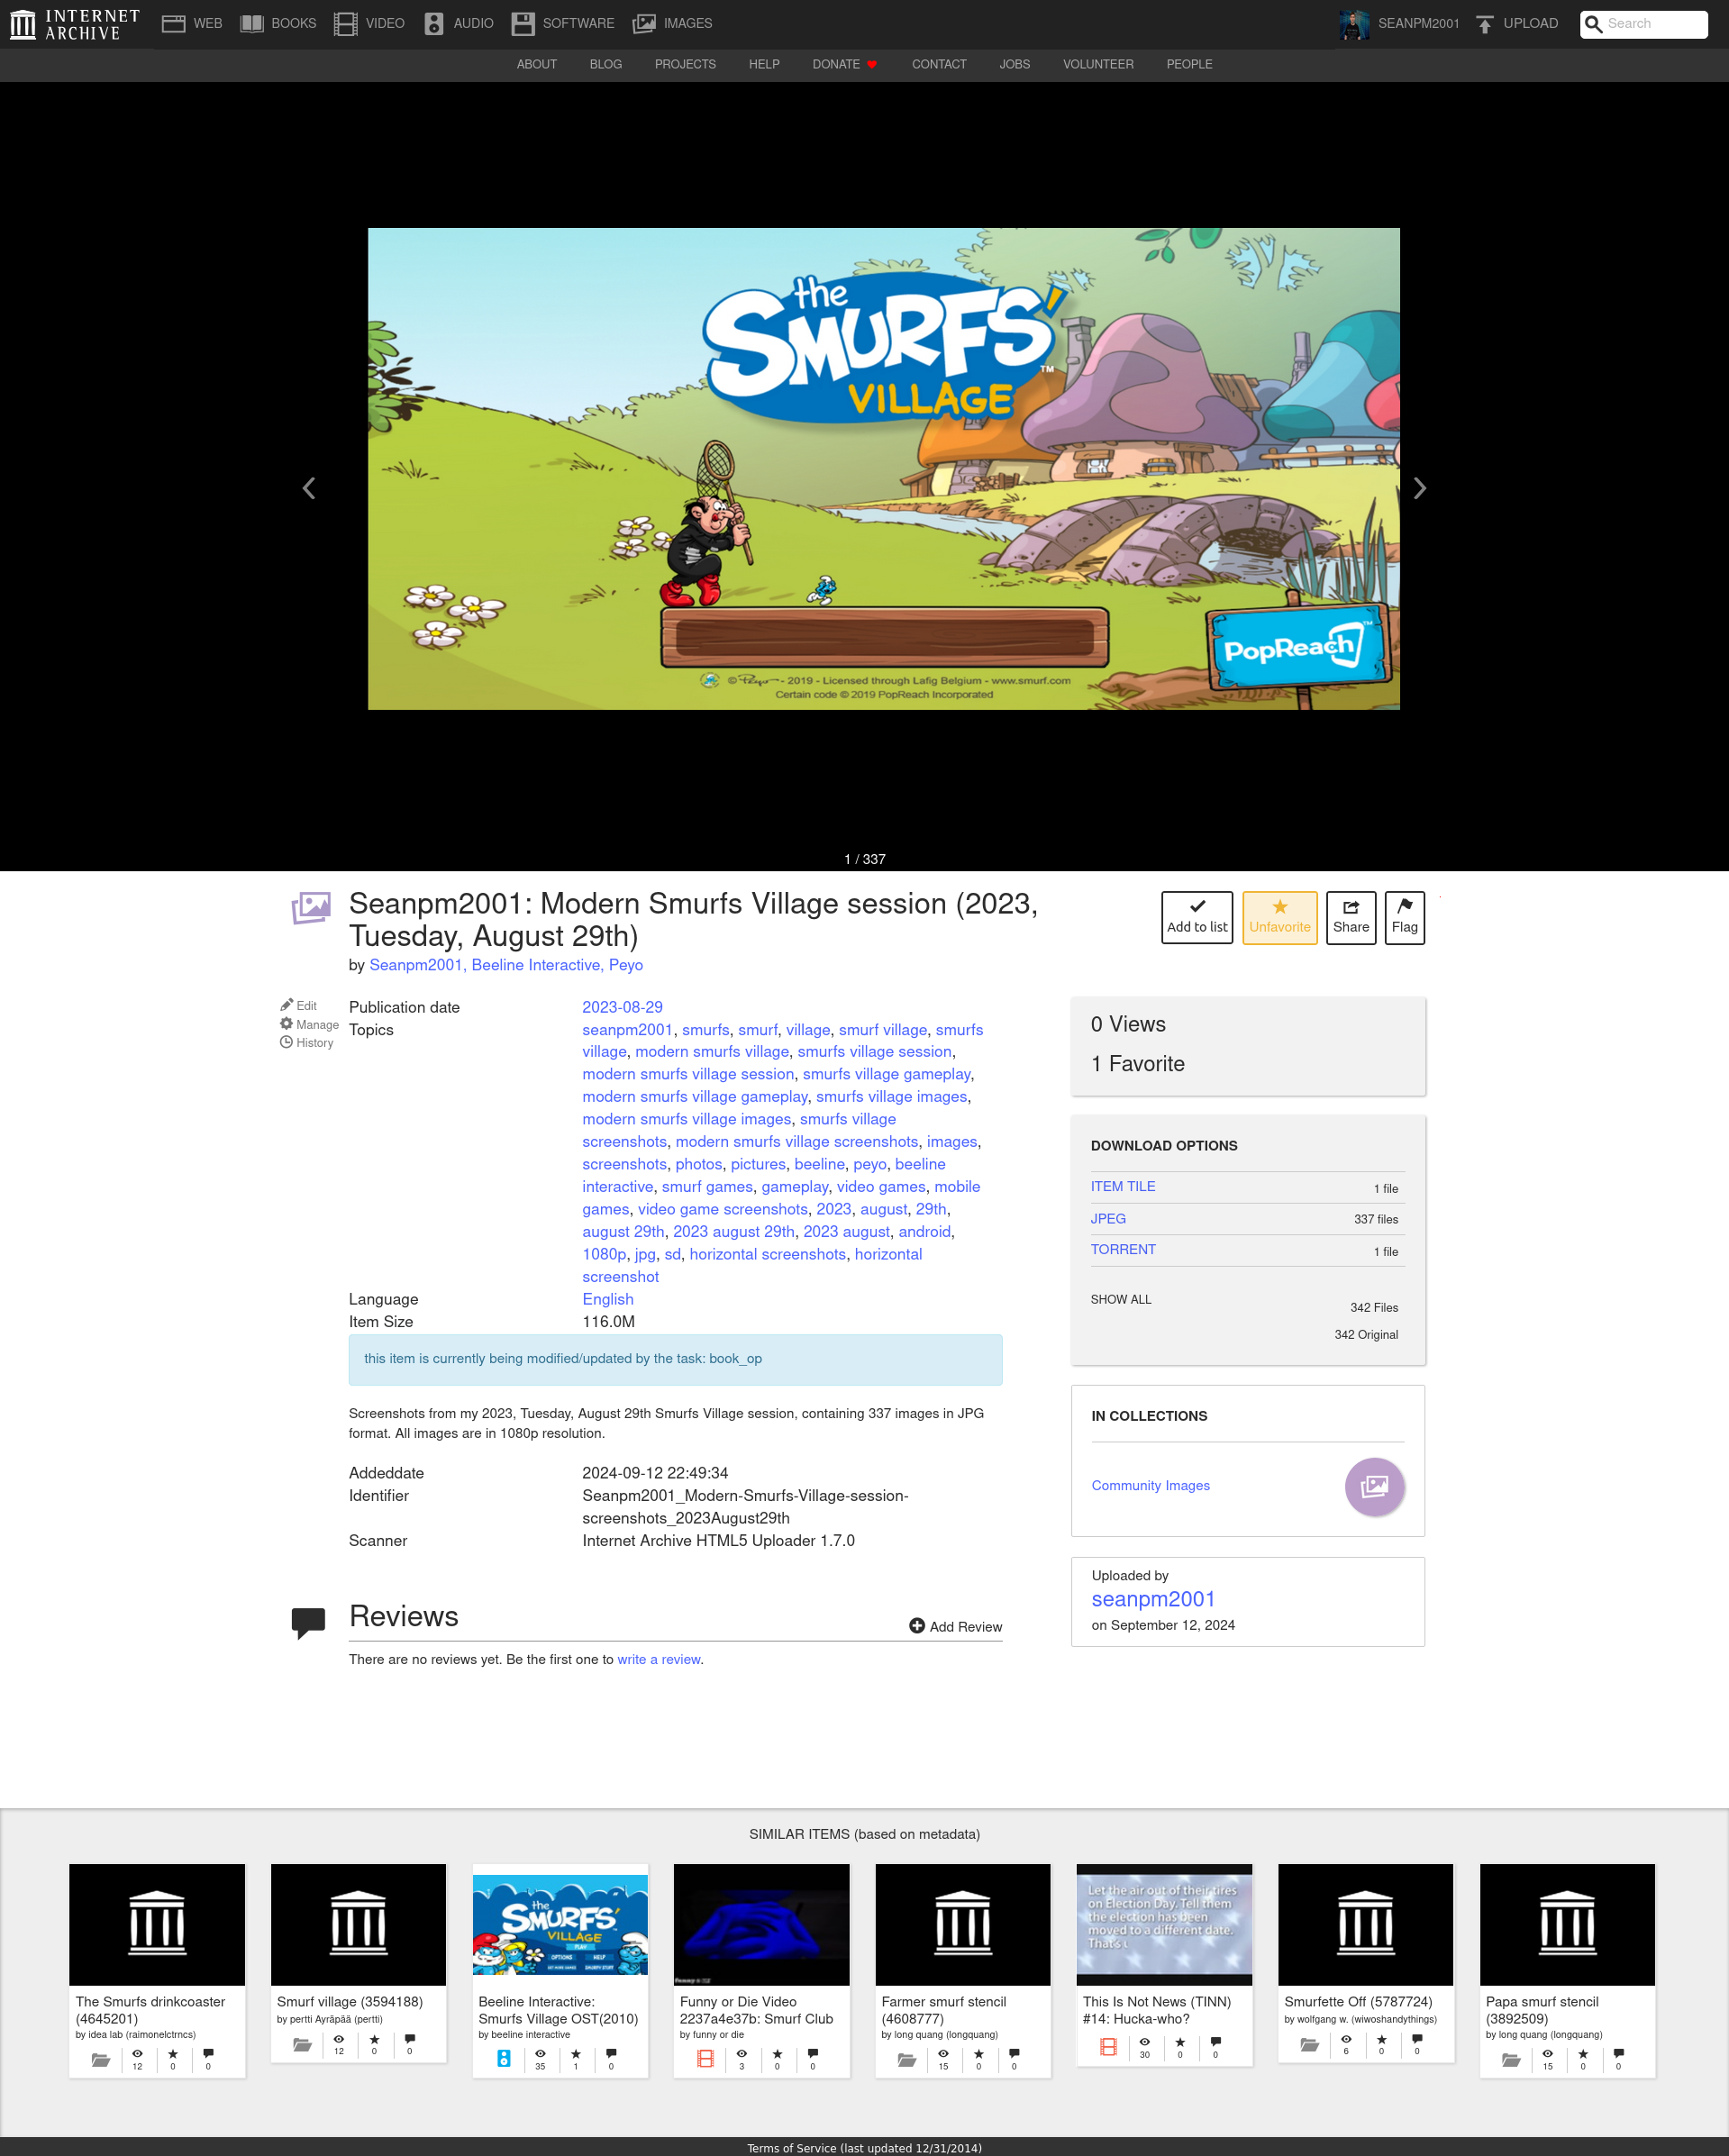 INTERNET ARCHIVE
WEB BOOKS VIDEO AUDIO SOFTWARE IMAGES
SEANPM2001 UPLOAD Search
ABOUT BLOG PROJECTS HELP DONATE CONTACT JOBS VOLUNTEER PEOPLE
the
SMURFS'
TM
VILLAGE
PopReach™
© Peyo - 2019 - Licensed through Lafig Belgium - www.smurf.com
Certain code © 2019 PopReach Incorporated
1 / 337
Seanpm2001: Modern Smurfs Village session (2023,
Tuesday, August 29th)
by Seanpm2001, Beeline Interactive, Peyo
Add to list Unfavorite Share Flag
Edit
Manage
History
Publication date 2023-08-29
Topics seanpm2001, smurfs, smurf, village, smurf village, smurfs
village, modern smurfs village, smurfs village session,
modern smurfs village session, smurfs village gameplay,
modern smurfs village gameplay, smurfs village images,
modern smurfs village images, smurfs village
screenshots, modern smurfs village screenshots, images,
screenshots, photos, pictures, beeline, peyo, beeline
interactive, smurf games, gameplay, video games, mobile
games, video game screenshots, 2023, august, 29th,
august 29th, 2023 august 29th, 2023 august, android,
1080p, jpg, sd, horizontal screenshots, horizontal
screenshot
Language English
Item Size 116.0M
this item is currently being modified/updated by the task: book_op
Screenshots from my 2023, Tuesday, August 29th Smurfs Village session, containing 337 images in JPG
format. All images are in 1080p resolution.
Addeddate 2024-09-12 22:49:34
Identifier Seanpm2001_Modern-Smurfs-Village-session-
screenshots_2023August29th
Scanner Internet Archive HTML5 Uploader 1.7.0
Reviews
Add Review
There are no reviews yet. Be the first one to write a review.
0 Views
1 Favorite
DOWNLOAD OPTIONS
ITEM TILE 1 file
JPEG 337 files
TORRENT 1 file
SHOW ALL 342 Files
342 Original
IN COLLECTIONS
Community Images
Uploaded by
seanpm2001
on September 12, 2024
SIMILAR ITEMS (based on metadata)
The Smurfs drinkcoaster
(4645201)
by idea lab (raimonelctrncs)
12 0 0
Smurf village (3594188)
by pertti Ayräpää (pertti)
12 0 0
the
SMURFS'
VILLAGE
PLAY
OPTIONS HELP
Beeline Interactive:
Smurfs Village OST(2010)
by beeline interactive
35 1 0
Funny or Die Video
2237a4e37b: Smurf Club
by funny or die
3 0 0
Farmer smurf stencil
(4608777)
by long quang (longquang)
15 0 0
Let the air out of their tires
on Election Day. Tell them
the election has been
moved to a different date.
That's
This Is Not News (TINN)
#14: Hucka-who?
30 0 0
Smurfette Off (5787724)
by wolfgang w. (wiwoshandythings)
6 0 0
Papa smurf stencil
(3892509)
by long quang (longquang)
15 0 0
Terms of Service (last updated 12/31/2014)